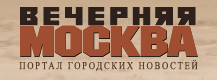 ВЕЧЕРНЯЯ
МОСКВА
ПОРТАЛ ГОРОДСКИХ НОВОСТЕЙ